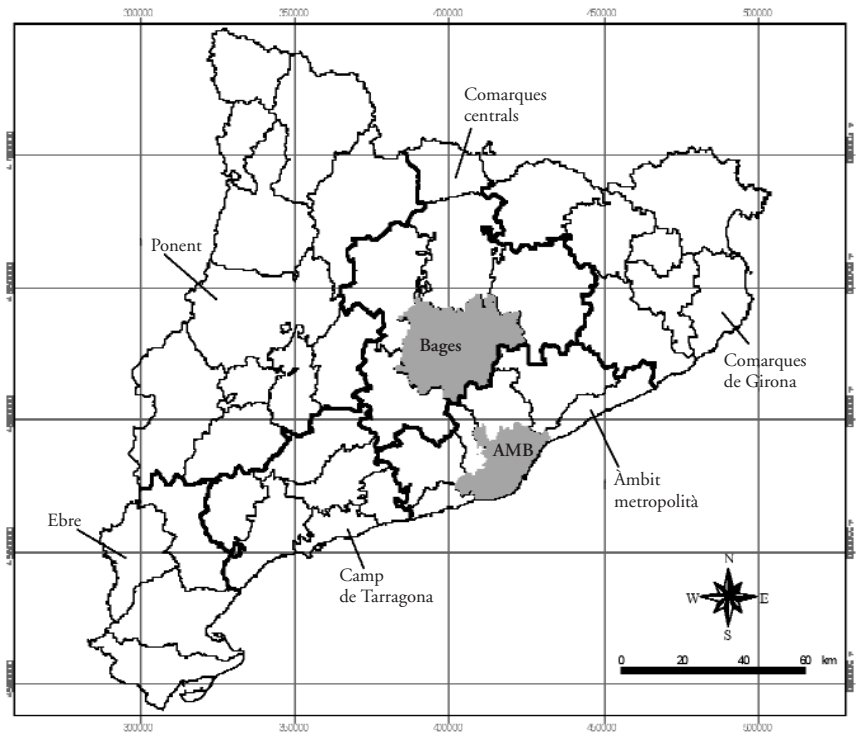 300000 350000 400000 450000 500000
Comarques
centrals
Ponent
Bages
Comarques
de Girona
AMB
Àmbit
metropolità
Ebre
Camp
de Tarragona
N
W E
S
0 20 40 60 km
300000 350000 400000 450000 500000